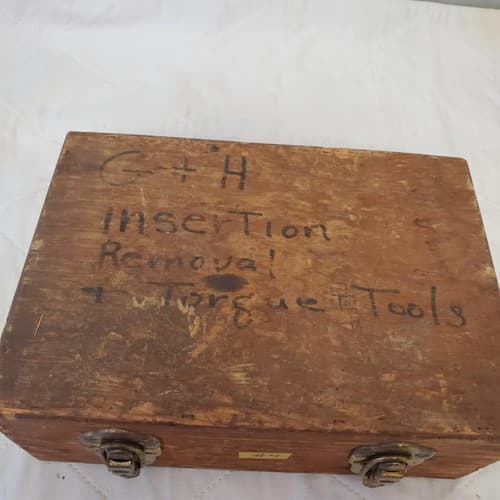 G + H
Insertion
Removal
+ Torque + Tools